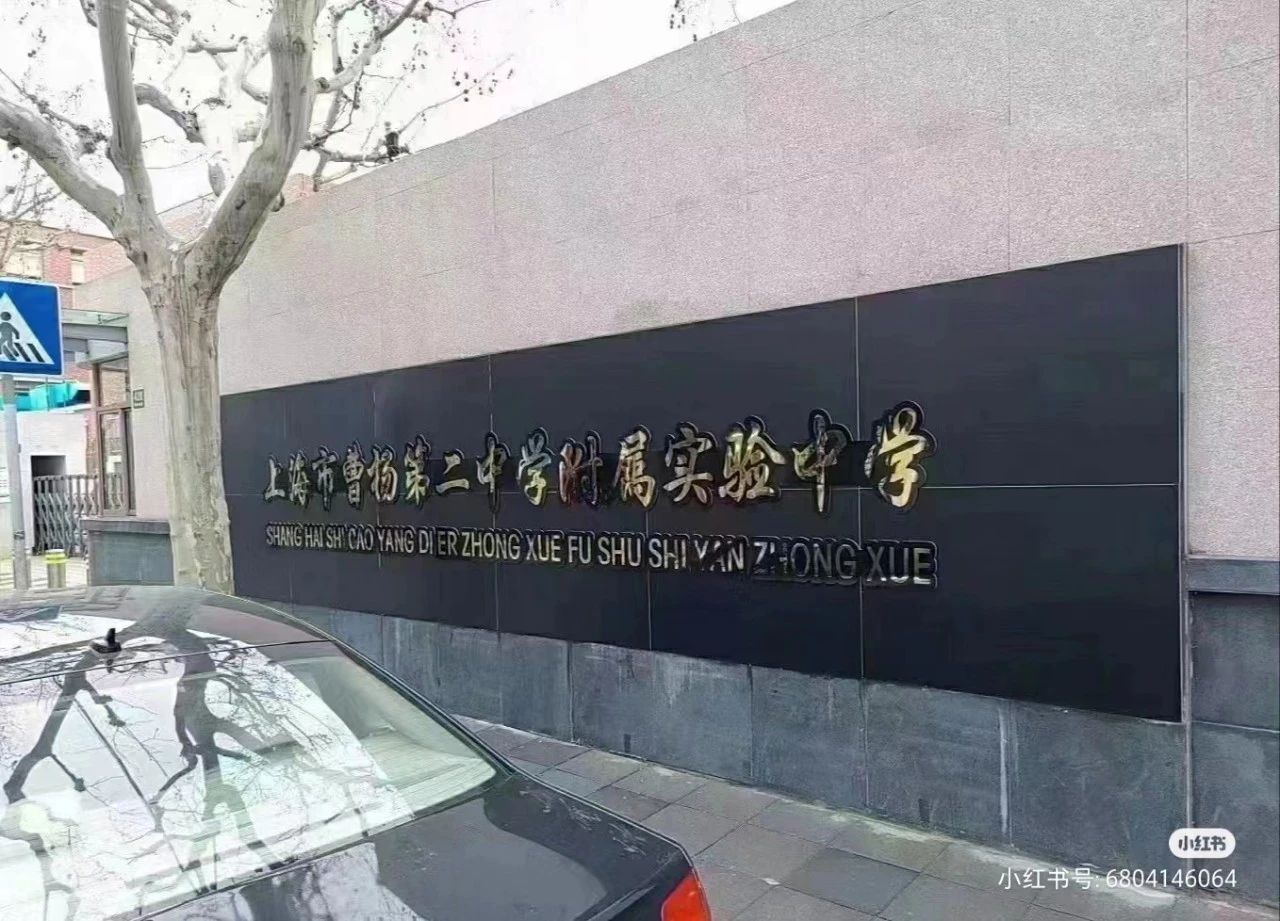 上海市曹杨第二中学附属实验中学
SHANG HAI SHI CAO YANG DI ER ZHONG XUE FU SHU SHI YAN ZHONG XUE
小红书
小红书号: 6804146064